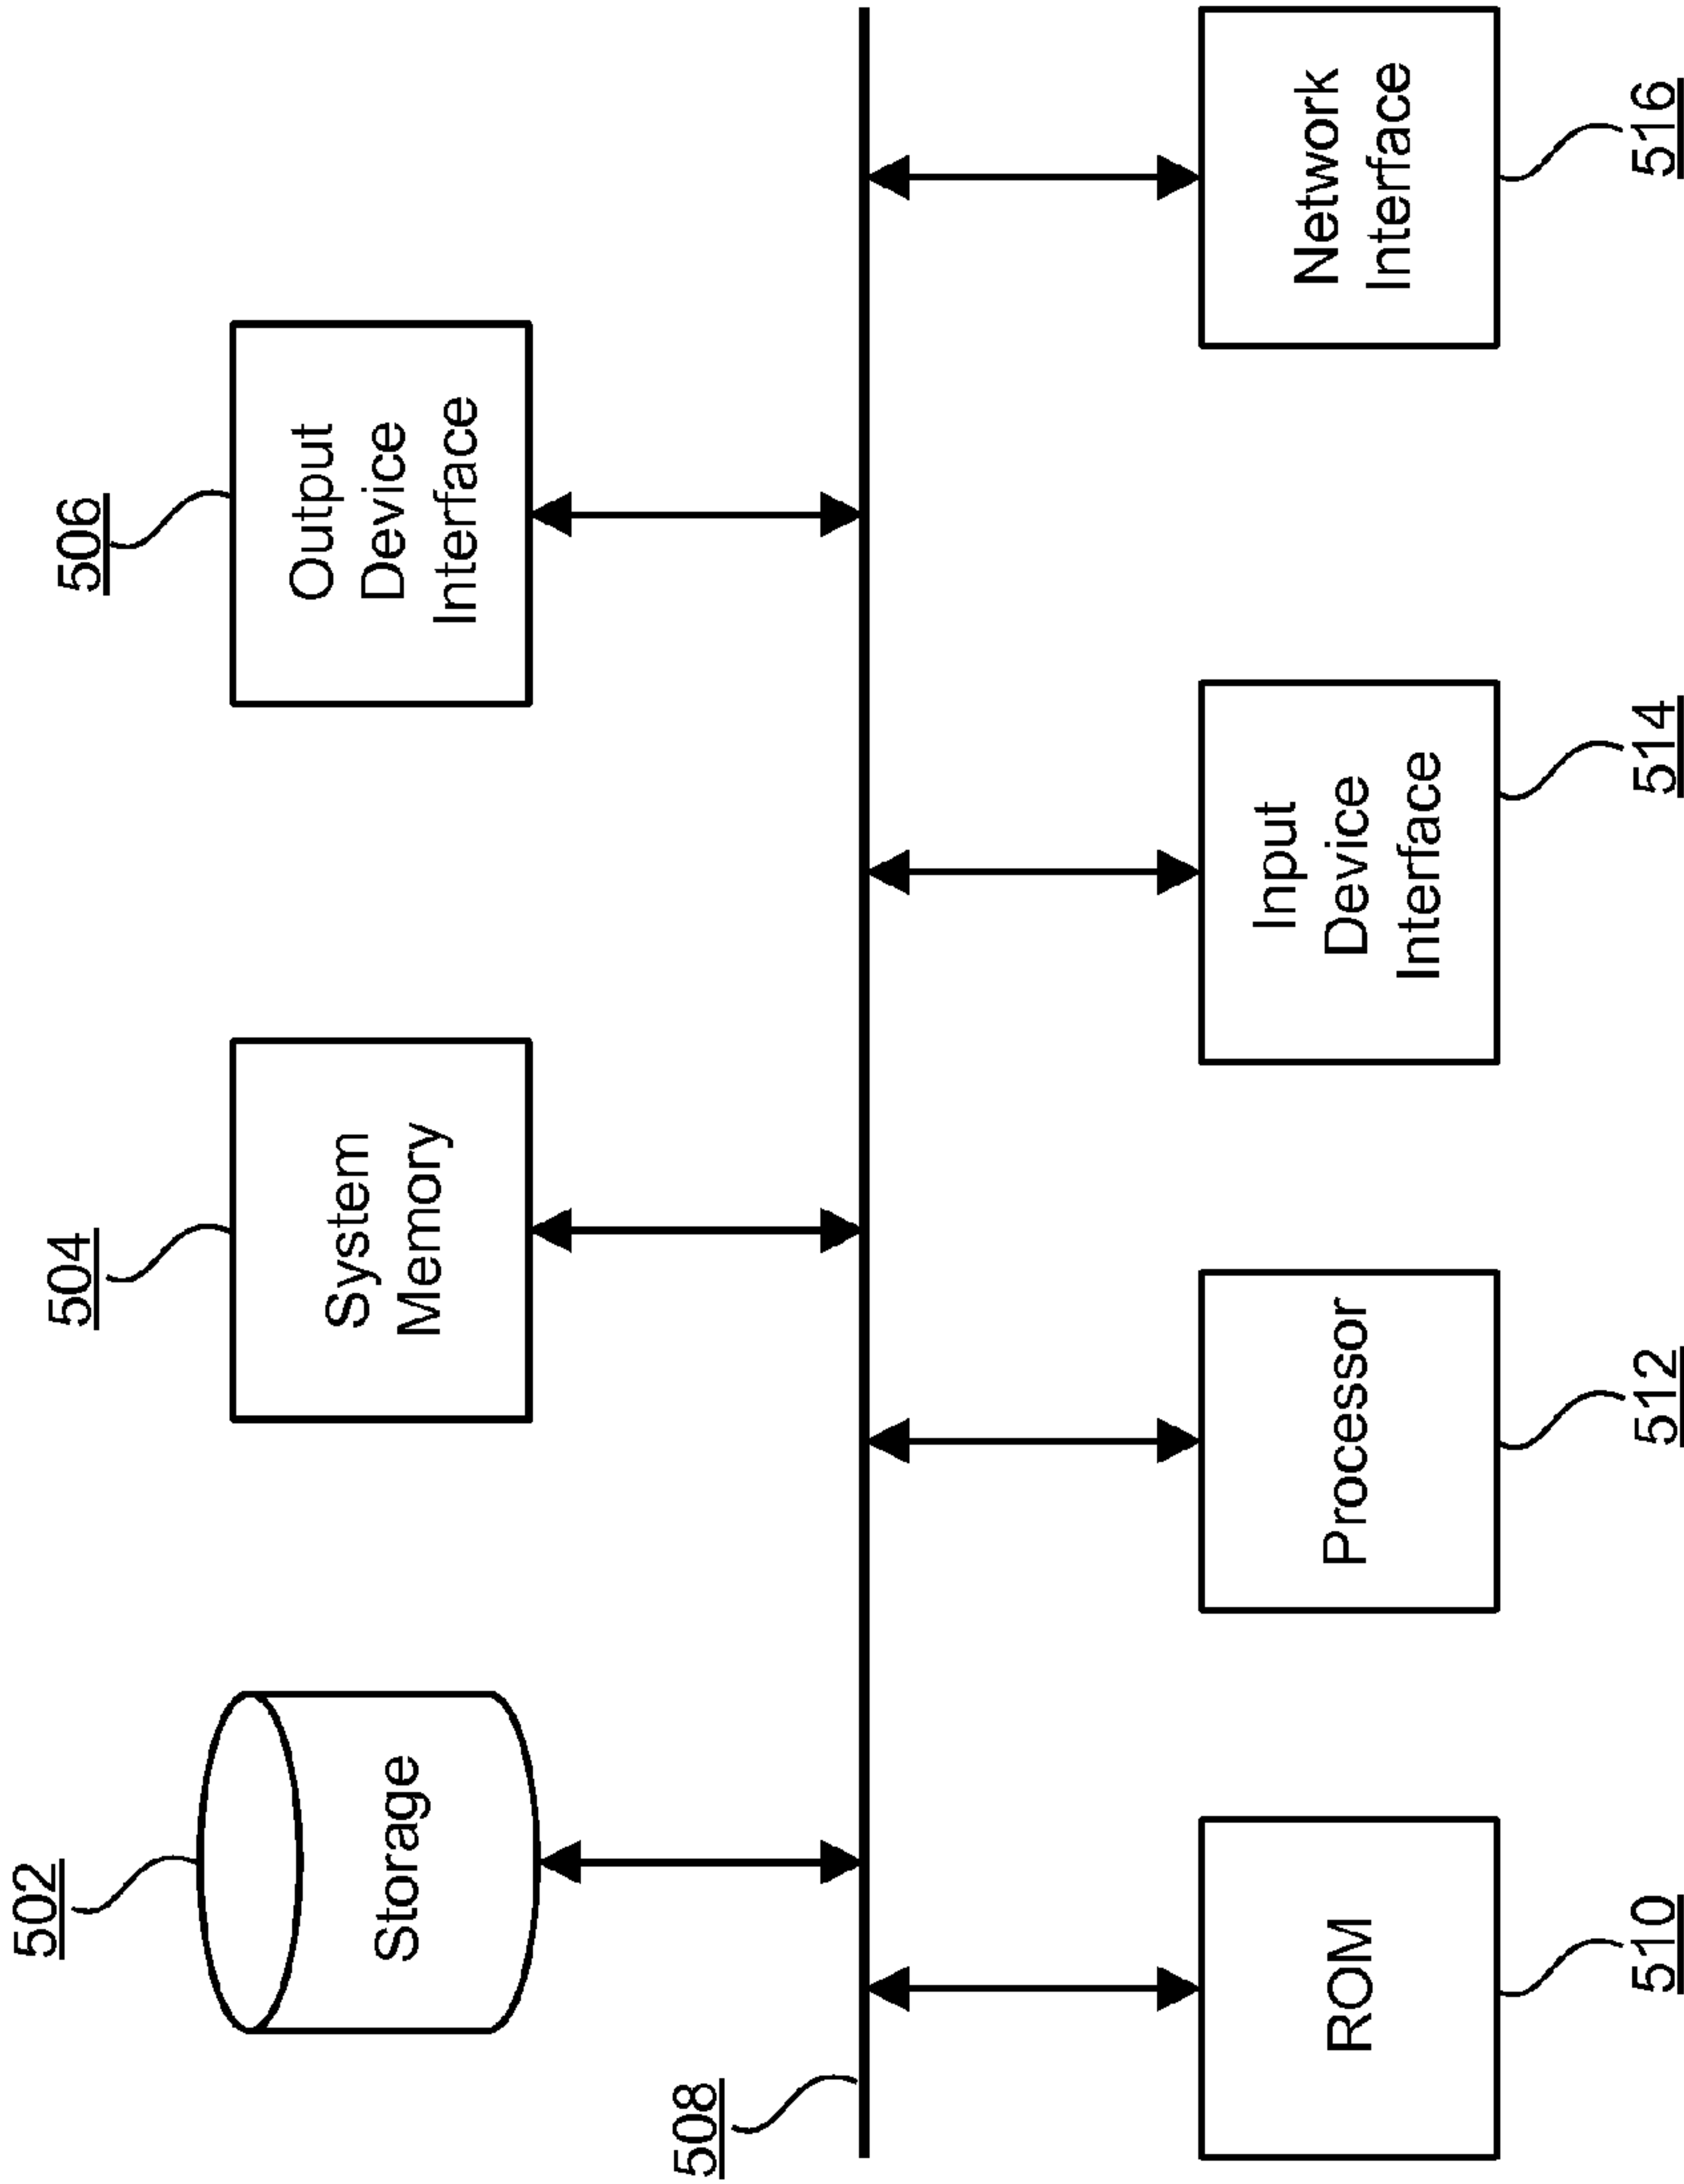 502
504
506
Storage
System
Memory
Output
Device
Interface
508
ROM
Processor
Input
Device
Interface
Network
Interface
510
512
514
516